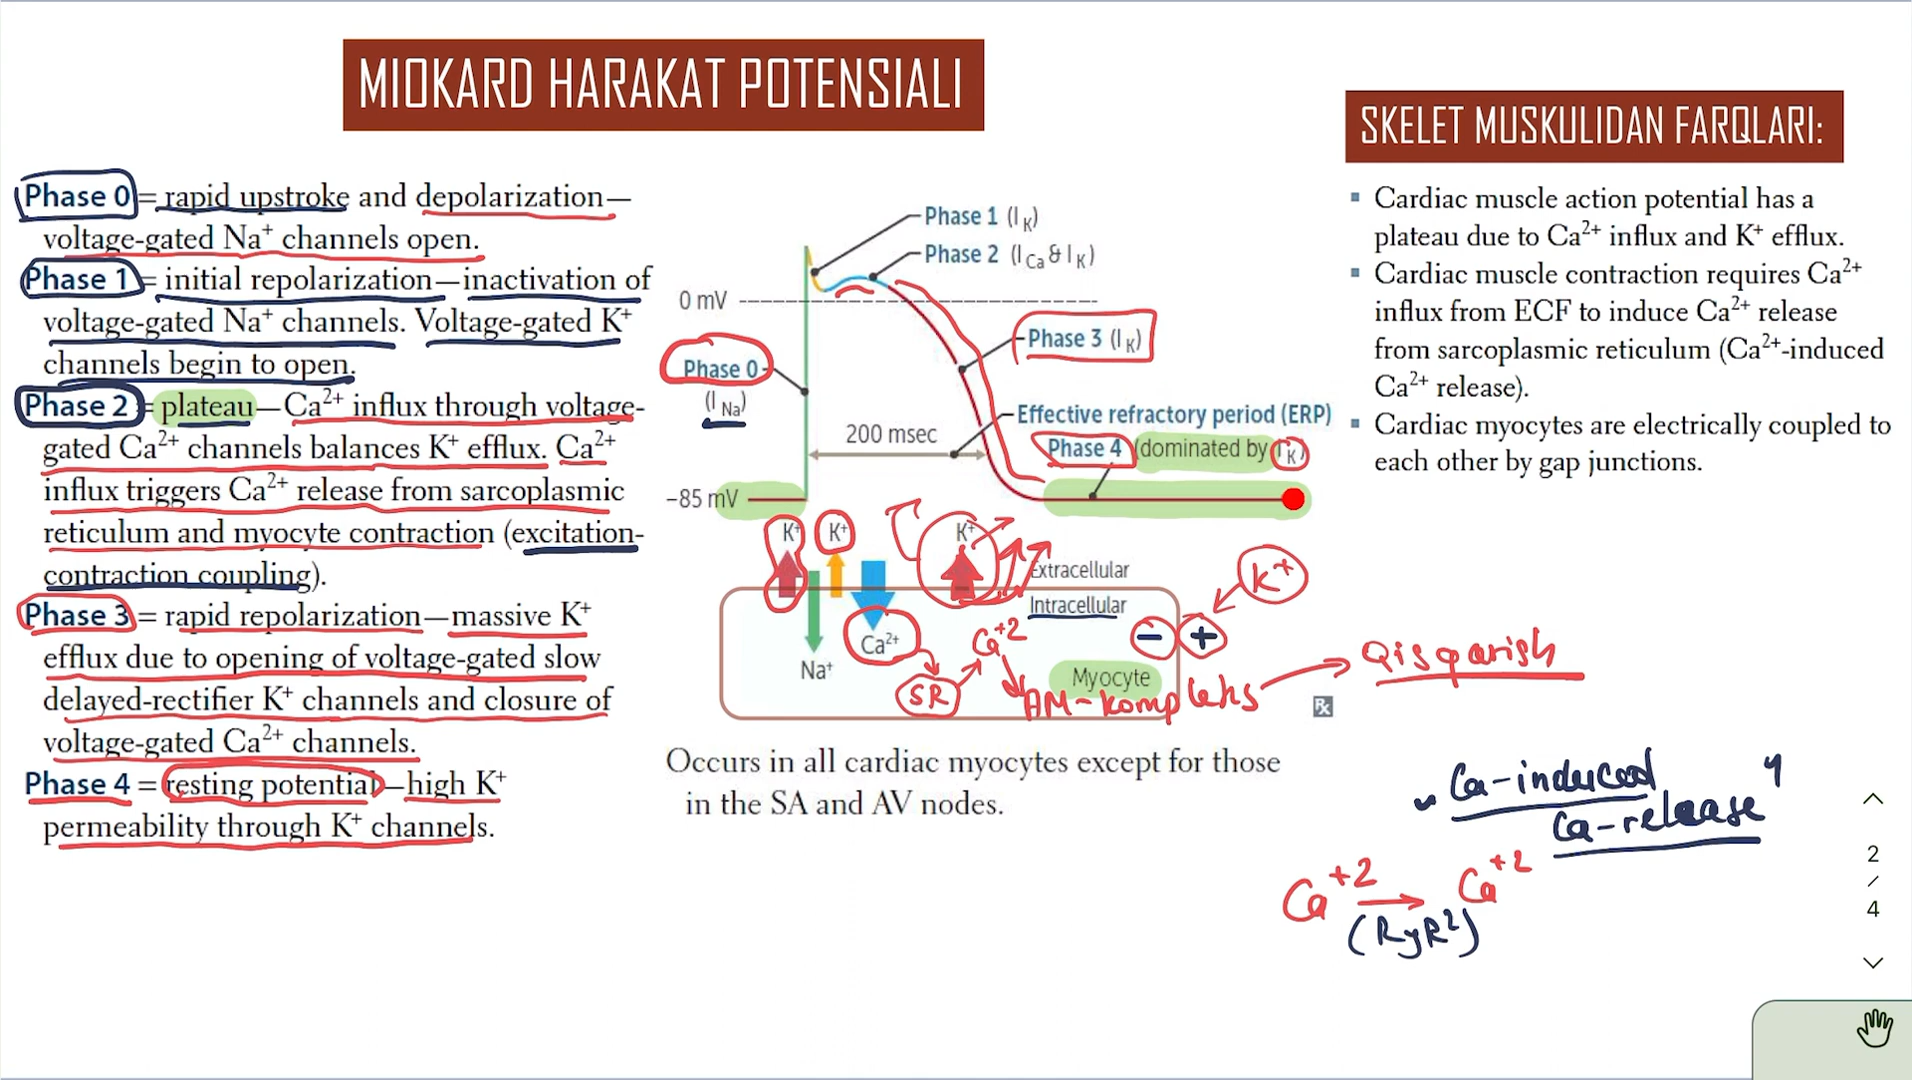 MIOKARD HARAKAT POTENSIALI
Phase 0 = rapid upstroke and depolarization—
voltage-gated Na⁺ channels open.
Phase 1 = initial repolarization—inactivation of
voltage-gated Na⁺ channels. Voltage-gated K⁺
channels begin to open.
Phase 2 = plateau—Ca²⁺ influx through voltage-
gated Ca²⁺ channels balances K⁺ efflux. Ca²⁺
influx triggers Ca²⁺ release from sarcoplasmic
reticulum and myocyte contraction (excitation-
contraction coupling).
Phase 3 = rapid repolarization—massive K⁺
efflux due to opening of voltage-gated slow
delayed-rectifier K⁺ channels and closure of
voltage-gated Ca²⁺ channels.
Phase 4 = resting potential—high K⁺
permeability through K⁺ channels.
Phase 1 (I K)
Phase 2 (I Ca & I K)
0 mV
Phase 3 (I K)
Phase 0
(I Na)
Effective refractory period (ERP)
200 msec
Phase 4 (dominated by I K)
−85 mV
K⁺ K⁺ K⁺
Extracellular
K⁺
Intracellular
− +
Ca²⁺
Ca⁺²
Na⁺
Myocyte
SR
AM-kompleks
Qisqarish
Rx
Occurs in all cardiac myocytes except for those
in the SA and AV nodes.
SKELET MUSKULIDAN FARQLARI:
▪ Cardiac muscle action potential has a
plateau due to Ca²⁺ influx and K⁺ efflux.
▪ Cardiac muscle contraction requires Ca²⁺
influx from ECF to induce Ca²⁺ release
from sarcoplasmic reticulum (Ca²⁺-induced
Ca²⁺ release).
▪ Cardiac myocytes are electrically coupled to
each other by gap junctions.
"Ca-induced
Ca-release"
Ca⁺² → Ca⁺²
(RyR2)
2
/
4